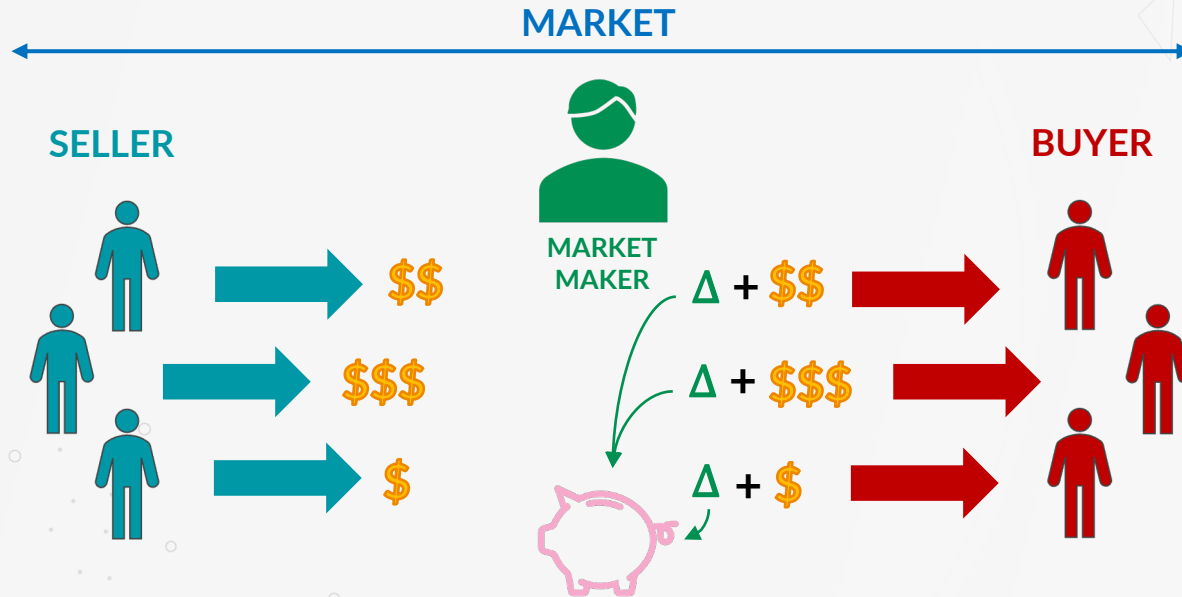 MARKET
SELLER
BUYER
MARKET
MAKER
$$
Δ + $$
$$$
Δ + $$$
$
Δ + $